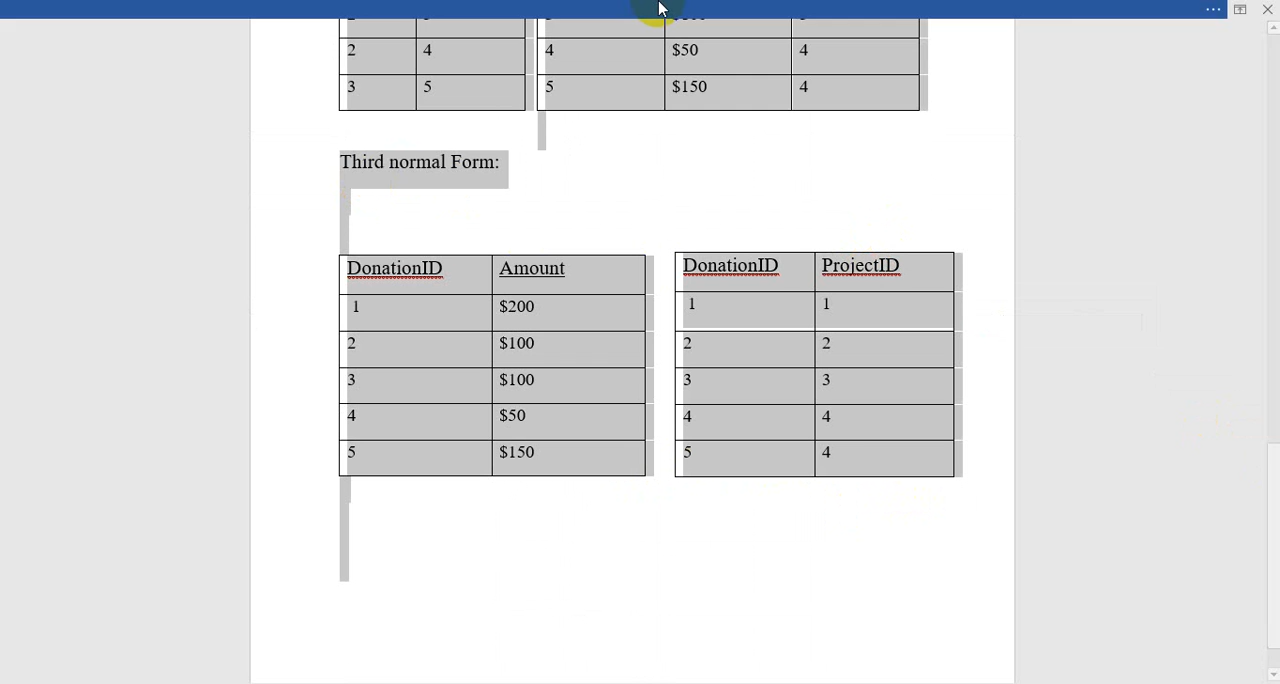 2 4 4 $50 4
3 5 5 $150 4
Third normal Form:
DonationID Amount DonationID ProjectID
1 $200 1 1
2 $100 2 2
3 $100 3 3
4 $50 4 4
5 $150 5 4